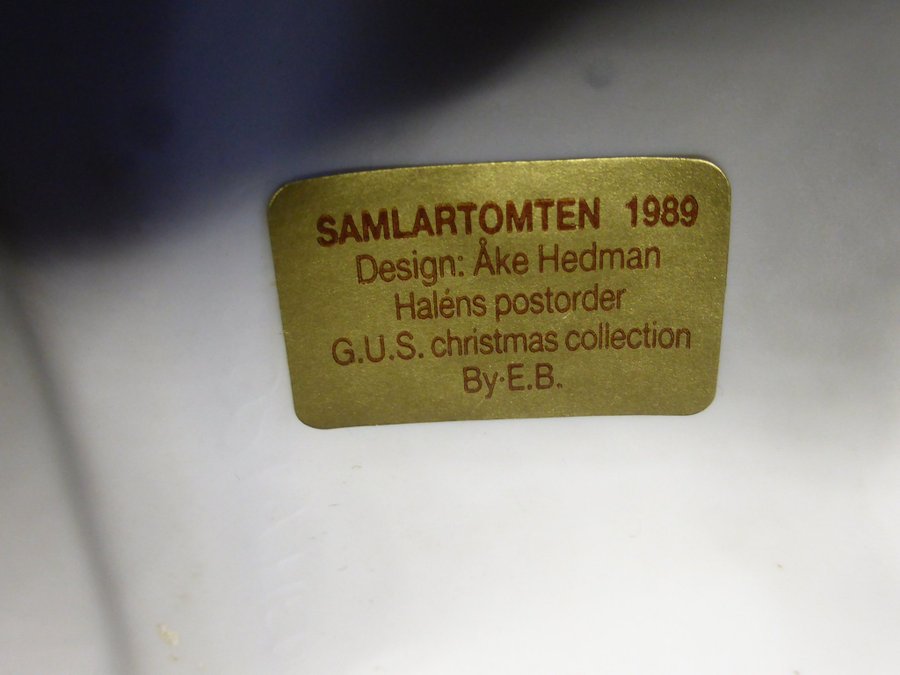 SAMLARTOMTEN 1989
Design: Åke Hedman
Haléns postorder
G.U.S. christmas collection
By·E.B.